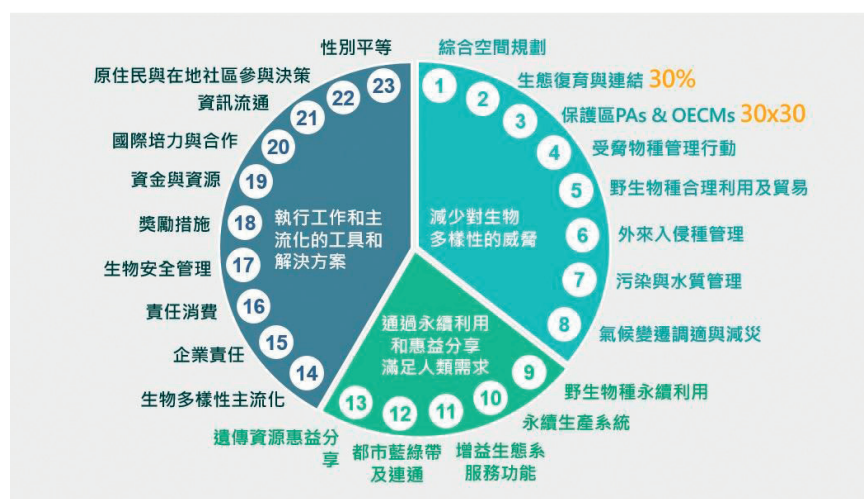 綜合空間規劃
1
生態復育與連結 30%
2
保護區PAs & OECMs 30x30
3
受脅物種管理行動
4
野生物種合理利用及貿易
5
外來入侵種管理
6
污染與水質管理
7
氣候變遷調適與減災
8
減少對生物
多樣性的威脅
野生物種永續利用
9
永續生產系統
10
增益生態系
服務功能
11
都市藍綠帶
及連通
12
遺傳資源惠益分
享
13
通過永續利用
和惠益分享
滿足人類需求
生物多樣性主流化
14
企業責任
15
責任消費
16
生物安全管理
17
獎勵措施
18
資金與資源
19
國際培力與合作
20
資訊流通
21
原住民與在地社區參與決策
22
性別平等
23
執行工作和主
流化的工具和
解決方案